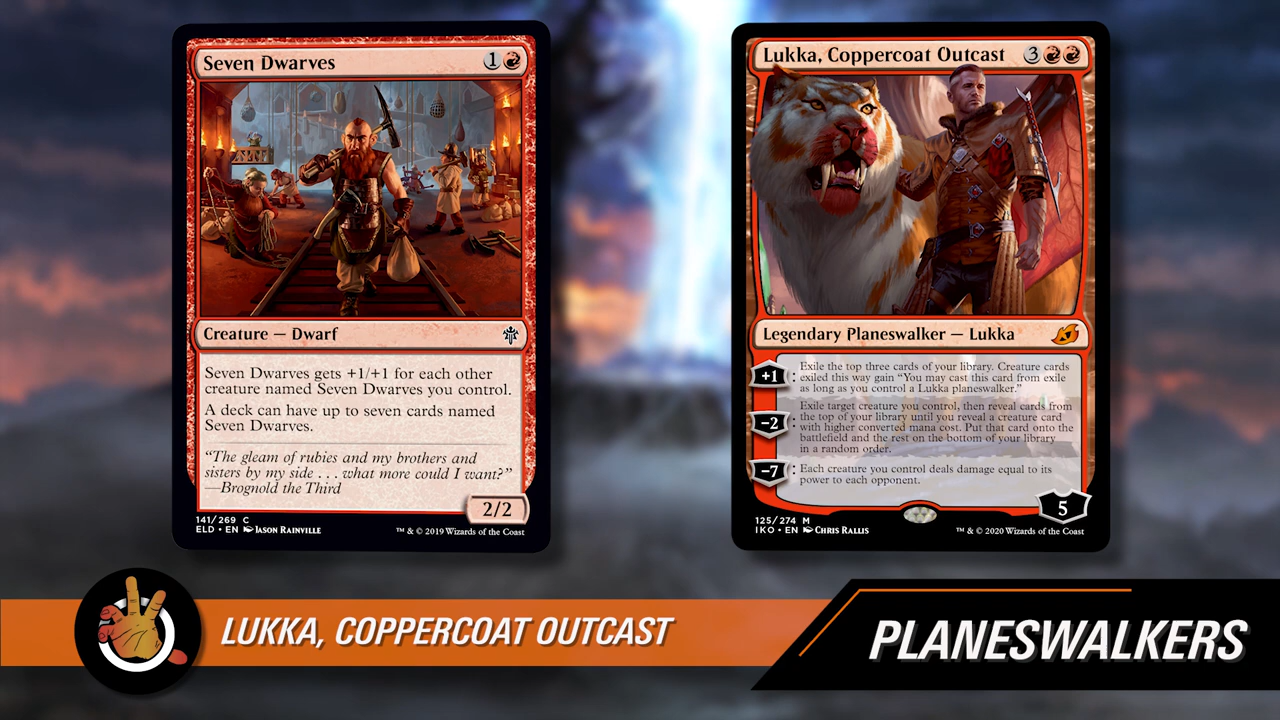 Seven Dwarves 1
Creature — Dwarf
Seven Dwarves gets +1/+1 for each other
creature named Seven Dwarves you control.
A deck can have up to seven cards named
Seven Dwarves.
“The gleam of rubies and my brothers and
sisters by my side . . . what more could I want?”
—Brognold the Third
2/2
141/269 C
ELD • EN Jason Rainville
™ & © 2019 Wizards of the Coast
Lukka, Coppercoat Outcast 3
Legendary Planeswalker — Lukka
+1 : Exile the top three cards of your library. Creature cards
exiled this way gain “You may cast this card from exile
as long as you control a Lukka planeswalker.”
Exile target creature you control, then reveal cards from
the top of your library until you reveal a creature card
−2 : with higher converted mana cost. Put that card onto the
battlefield and the rest on the bottom of your library
in a random order.
−7 : Each creature you control deals damage equal to its
power to each opponent.
5
125/274 M
IKO • EN Chris Rallis
™ & © 2020 Wizards of the Coast
LUKKA, COPPERCOAT OUTCAST
PLANESWALKERS